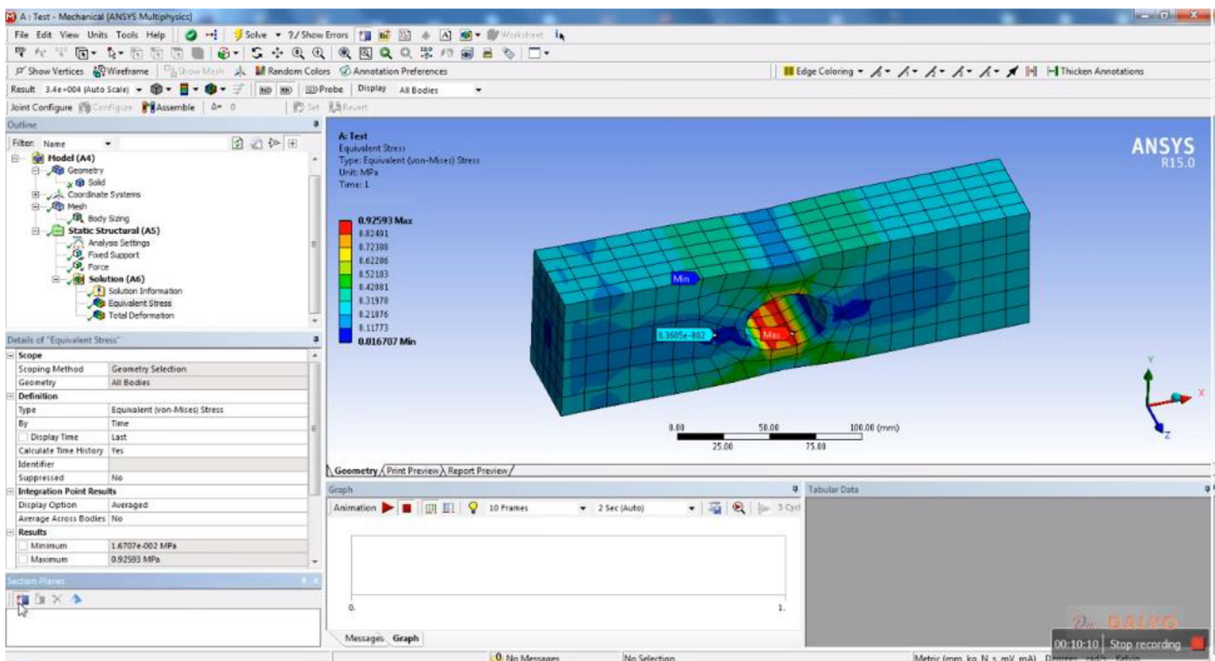 A : Test - Mechanical [ANSYS Multiphysics]
File Edit View Units Tools Help Solve ?/Show Errors Worksheet
Show Vertices Wireframe Show Mesh Random Colors Annotation Preferences Edge Coloring Thicken Annotations
Result 3.4e+004 (Auto Scale) Probe Display All Bodies
Joint Configure Configure Assemble Δ= 0 Set Revert
Outline
Filter: Name
Model (A4)
Geometry
Solid
Coordinate Systems
Mesh
Body Sizing
Static Structural (A5)
Analysis Settings
Fixed Support
Force
Solution (A6)
Solution Information
Equivalent Stress
Total Deformation
Details of "Equivalent Stress"
Scope
Scoping Method Geometry Selection
Geometry All Bodies
Definition
Type Equivalent (von-Mises) Stress
By Time
Display Time Last
Calculate Time History Yes
Identifier
Suppressed No
Integration Point Results
Display Option Averaged
Average Across Bodies No
Results
Minimum 1.6707e-002 MPa
Maximum 0.92593 MPa
Section Planes
A: Test
Equivalent Stress
Type: Equivalent (von-Mises) Stress
Unit: MPa
Time: 1
0.92593 Max
0.82491
0.72388
0.62286
0.52183
0.42081
0.31978
0.21876
0.11773
0.016707 Min
ANSYS
R15.0
Min
Max
0.00 50.00 100.00 (mm)
25.00 75.00
Y
X
Z
Geometry Print Preview Report Preview
Graph
Animation 10 Frames 2 Sec (Auto) 3 Cycl
0. 1.
Messages Graph
Tabular Data
00:10:10 Stop recording
0 No Messages No Selection Metric (mm, kg, N, s, mV, mA)